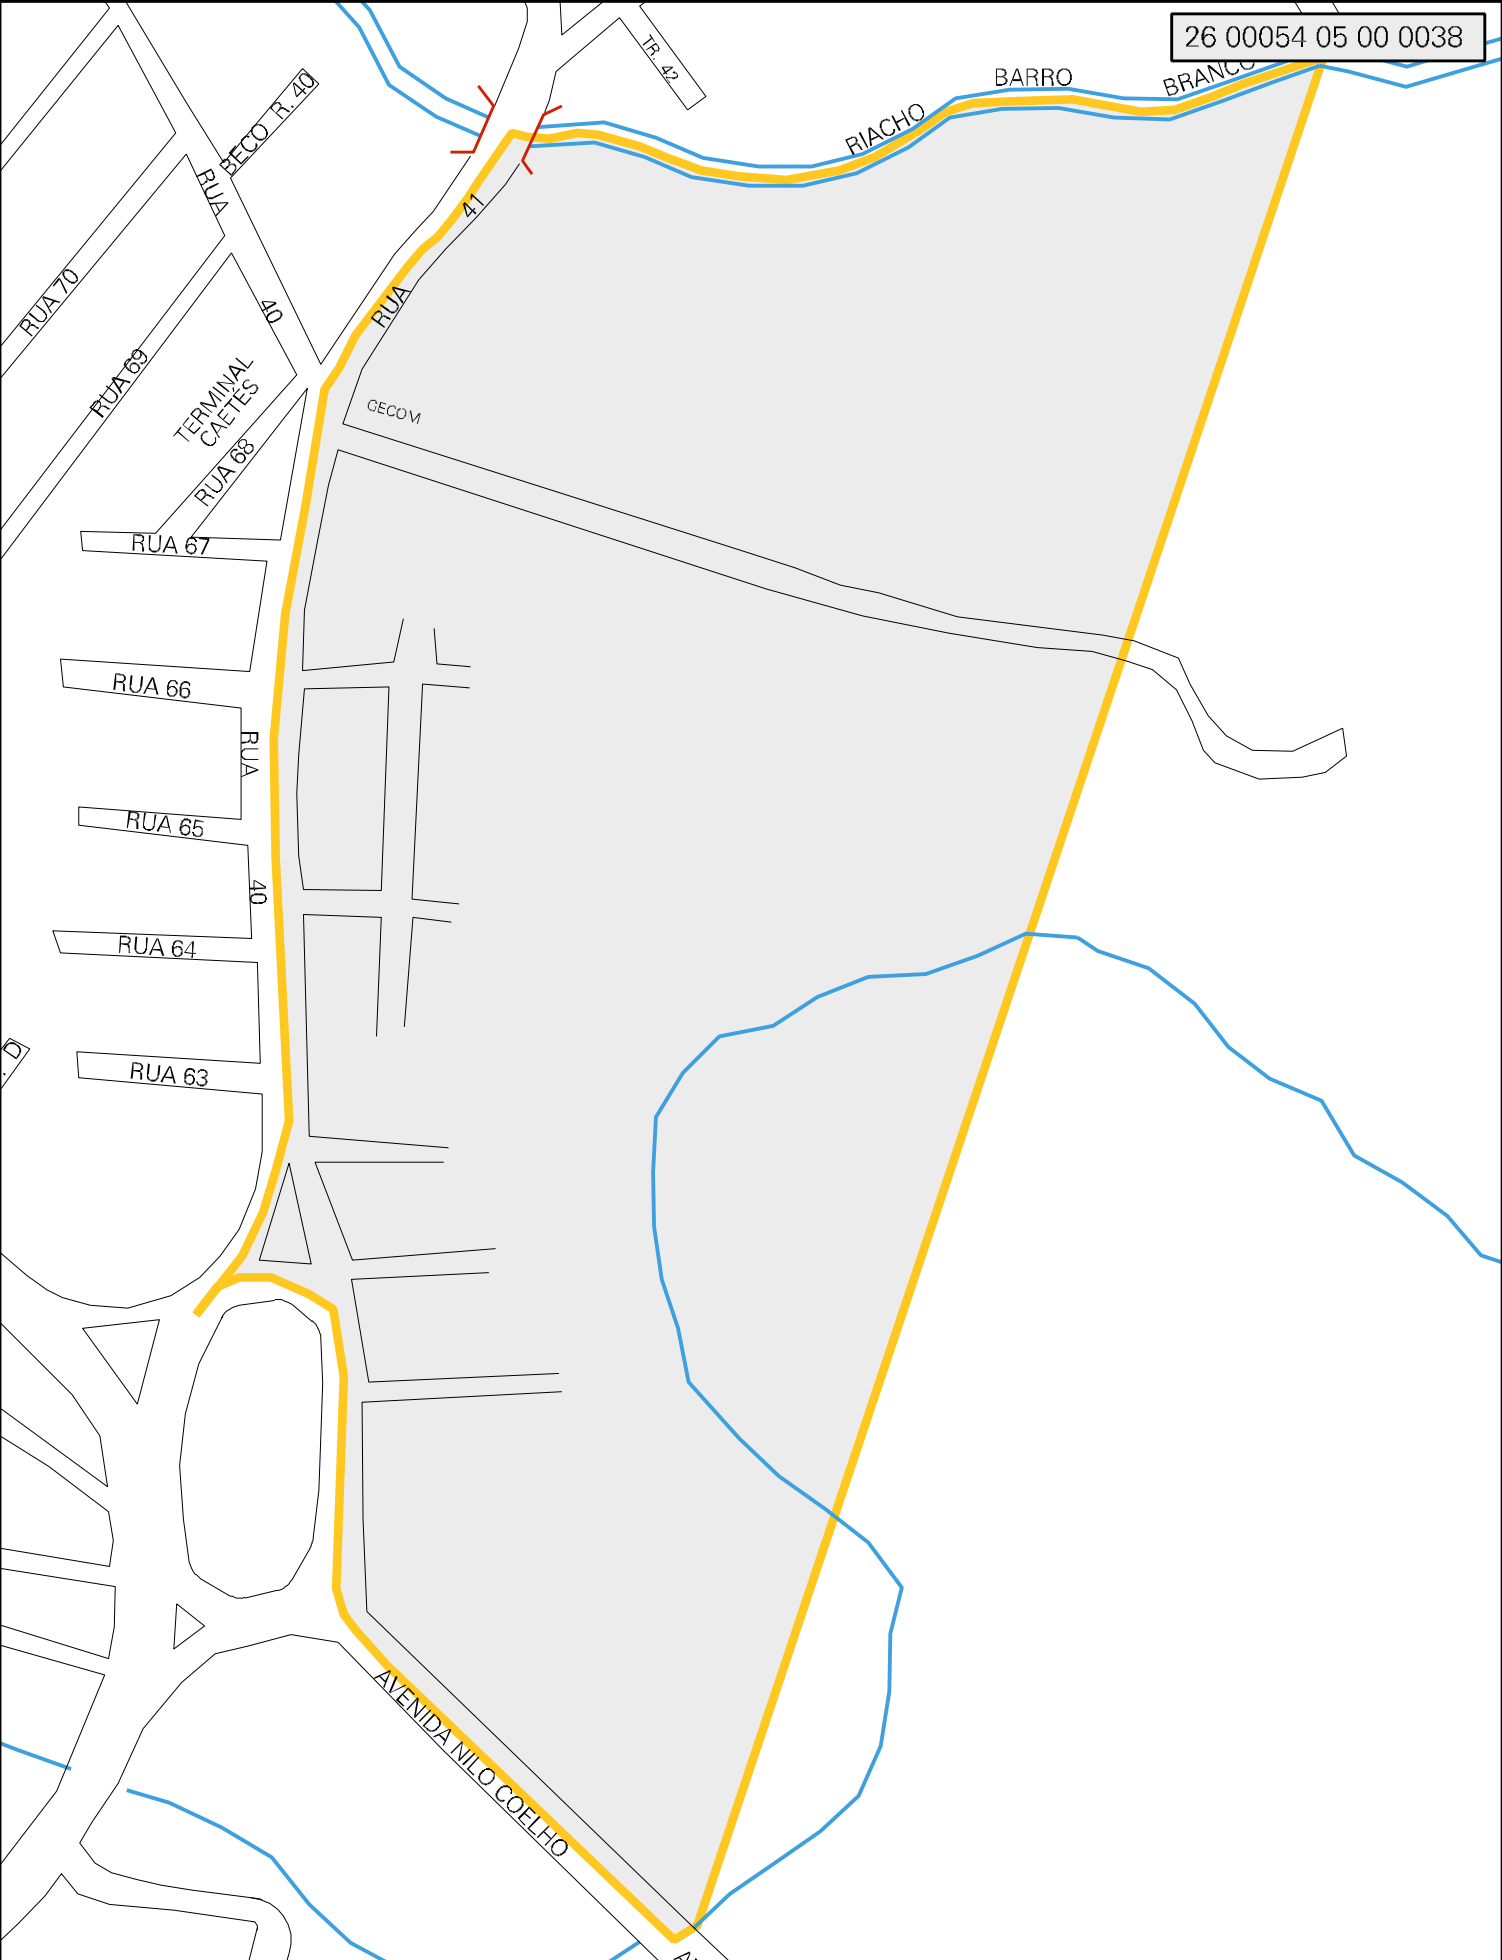 26 00054 05 00 0038
TR. 42
BARRO
BRANCO
RIACHO
BECO TR. 40
RUA
41
RUA 70
40
RUA
RUA 69
TERMINAL
CAETÉS
GECOM
RUA 68
RUA 67
RUA 66
RUA
RUA 65
40
RUA 64
. D
RUA 63
AVENIDA NILO COELHO